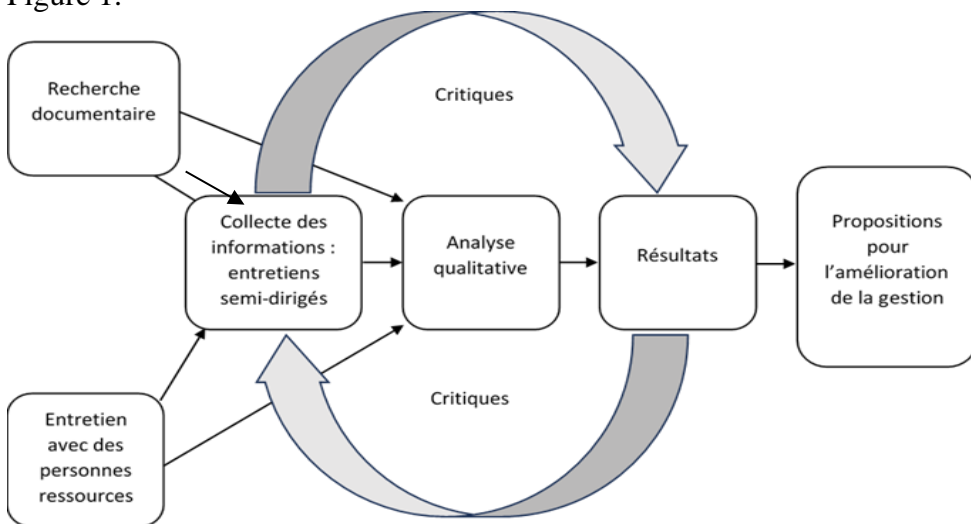 Figure 1:
Critiques
Recherche
documentaire
Collecte des
informations :
entretiens
semi-dirigés
Analyse
qualitative
Résultats
Propositions
pour
l'amélioration
de la gestion
Critiques
Entretien
avec des
personnes
ressources